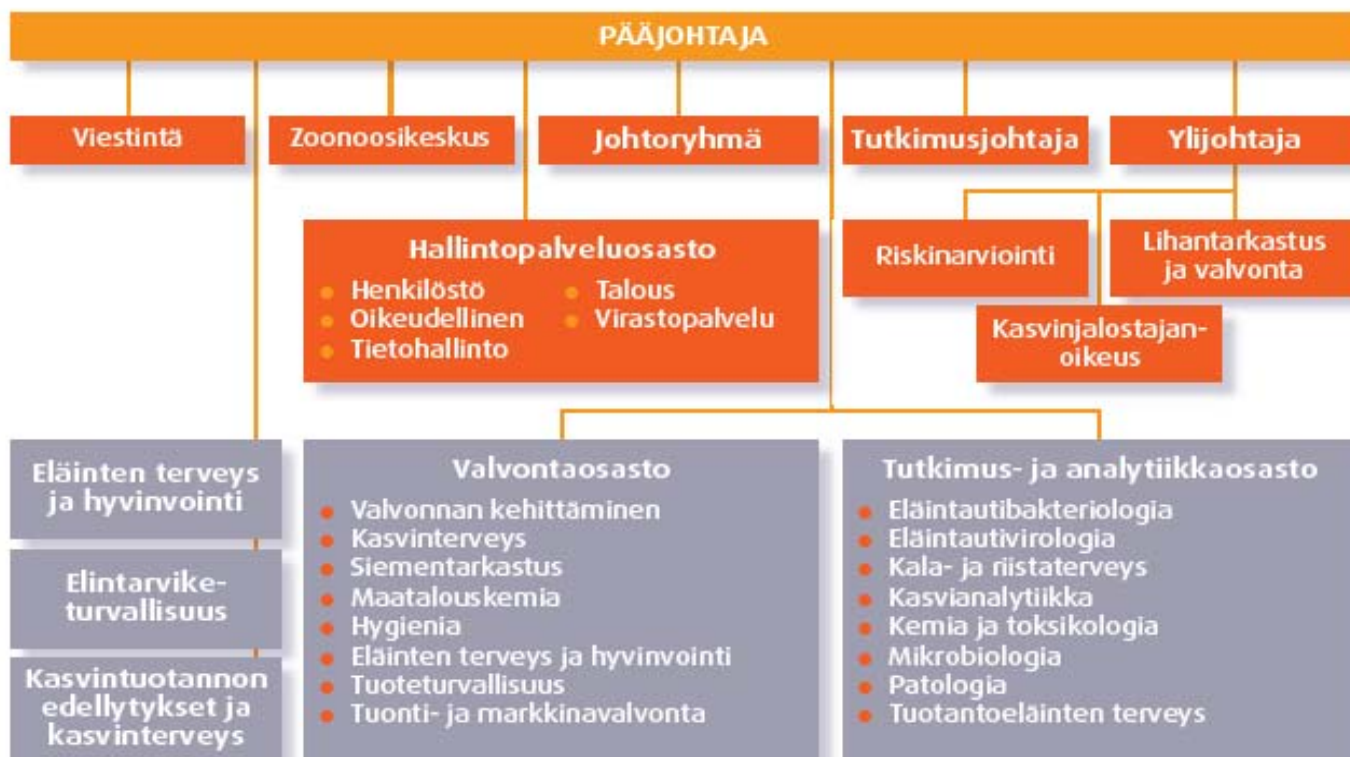 PÄÄJOHTAJA
Viestintä
Zoonoosikeskus
Johtoryhmä
Tutkimusjohtaja
Ylijohtaja
Hallintopalveluosasto
Henkilöstö
Oikeudellinen
Tietohallinto
Talous
Virastopalvelu
Riskinarviointi
Lihantarkastus
ja valvonta
Kasvinjalostajan-
oikeus
Eläinten terveys
ja hyvinvointi
Elintarvike-
turvallisuus
Kasvintuotannon
edellytykset ja
kasvinterveys
Valvontaosasto
Valvonnan kehittäminen
Kasvinterveys
Siementarkastus
Maatalouskemia
Hygienia
Eläinten terveys ja hyvinvointi
Tuoteturvallisuus
Tuonti- ja markkinavalvonta
Tutkimus- ja analytiikkaosasto
Eläintautibakteriologia
Eläintautivirologia
Kala- ja riistaterveys
Kasvianalytiikka
Kemia ja toksikologia
Mikrobiologia
Patologia
Tuotantoeläinten terveys